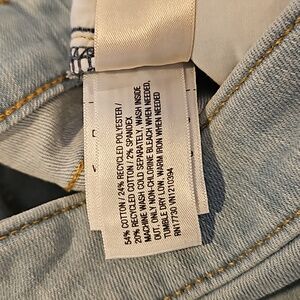 54% COTTON / 24% RECYCLED POLYESTER /
20% RECYCLED COTTON / 2% SPANDEX
MACHINE WASH COLD SEPARATELY, WASH INSIDE
OUT, ONLY NON-CHLORINE BLEACH WHEN NEEDED
TUMBLE DRY LOW, WARM IRON WHEN NEEDED
RN17730 VN1210394